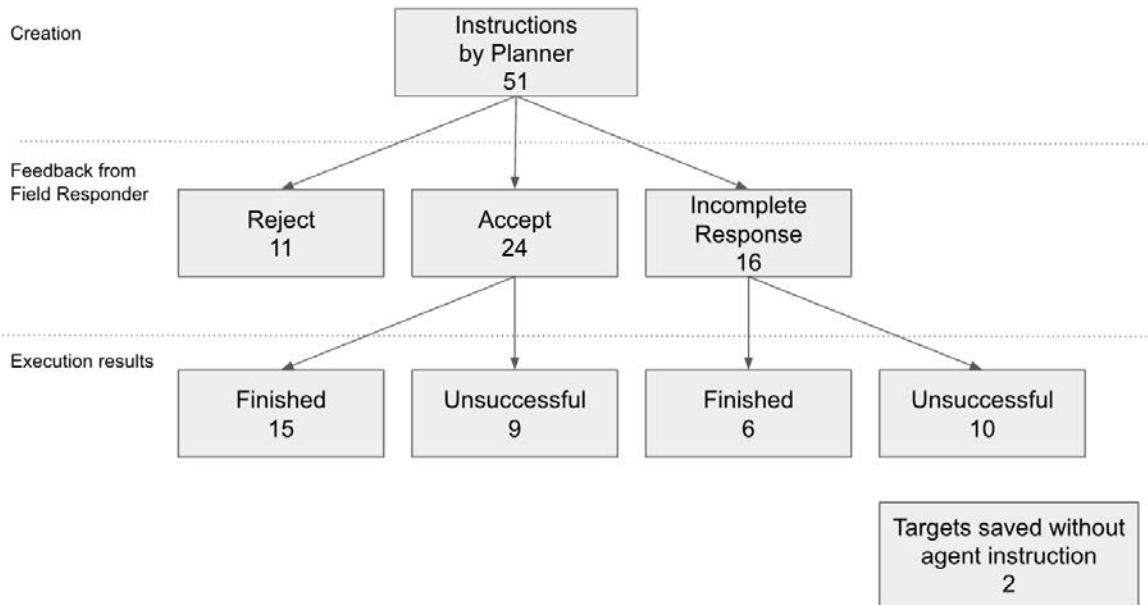 Creation
Instructions
by Planner
51
Feedback from
Field Responder
Reject
11
Accept
24
Incomplete
Response
16
Execution results
Finished
15
Unsuccessful
9
Finished
6
Unsuccessful
10
Targets saved without
agent instruction
2